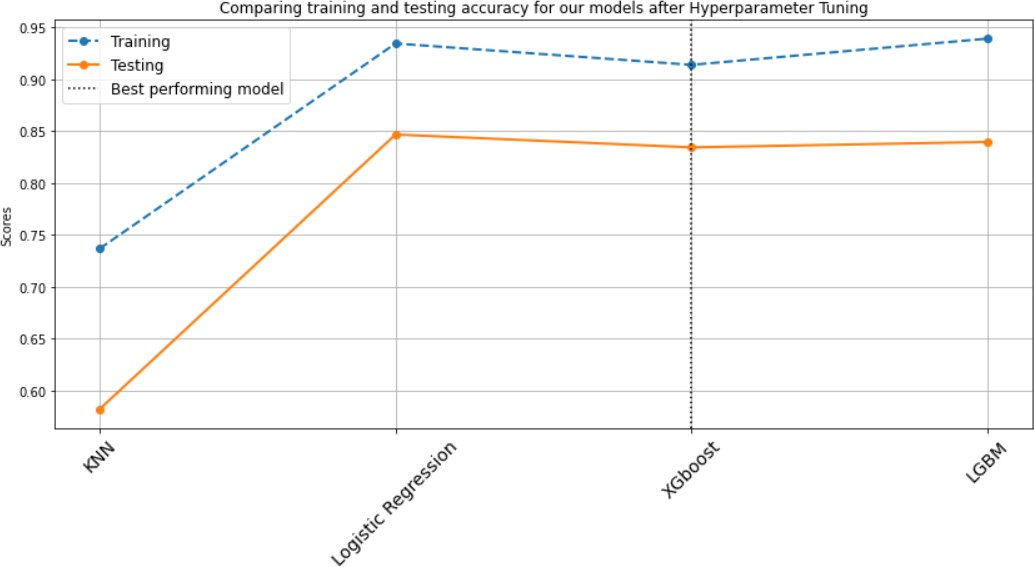 Comparing training and testing accuracy for our models after Hyperparameter Tuning
0.95
0.90
0.85
0.80
0.75
0.70
0.65
0.60
Scores
Training
Testing
Best performing model
KNN
Logistic Regression
XGboost
LGBM